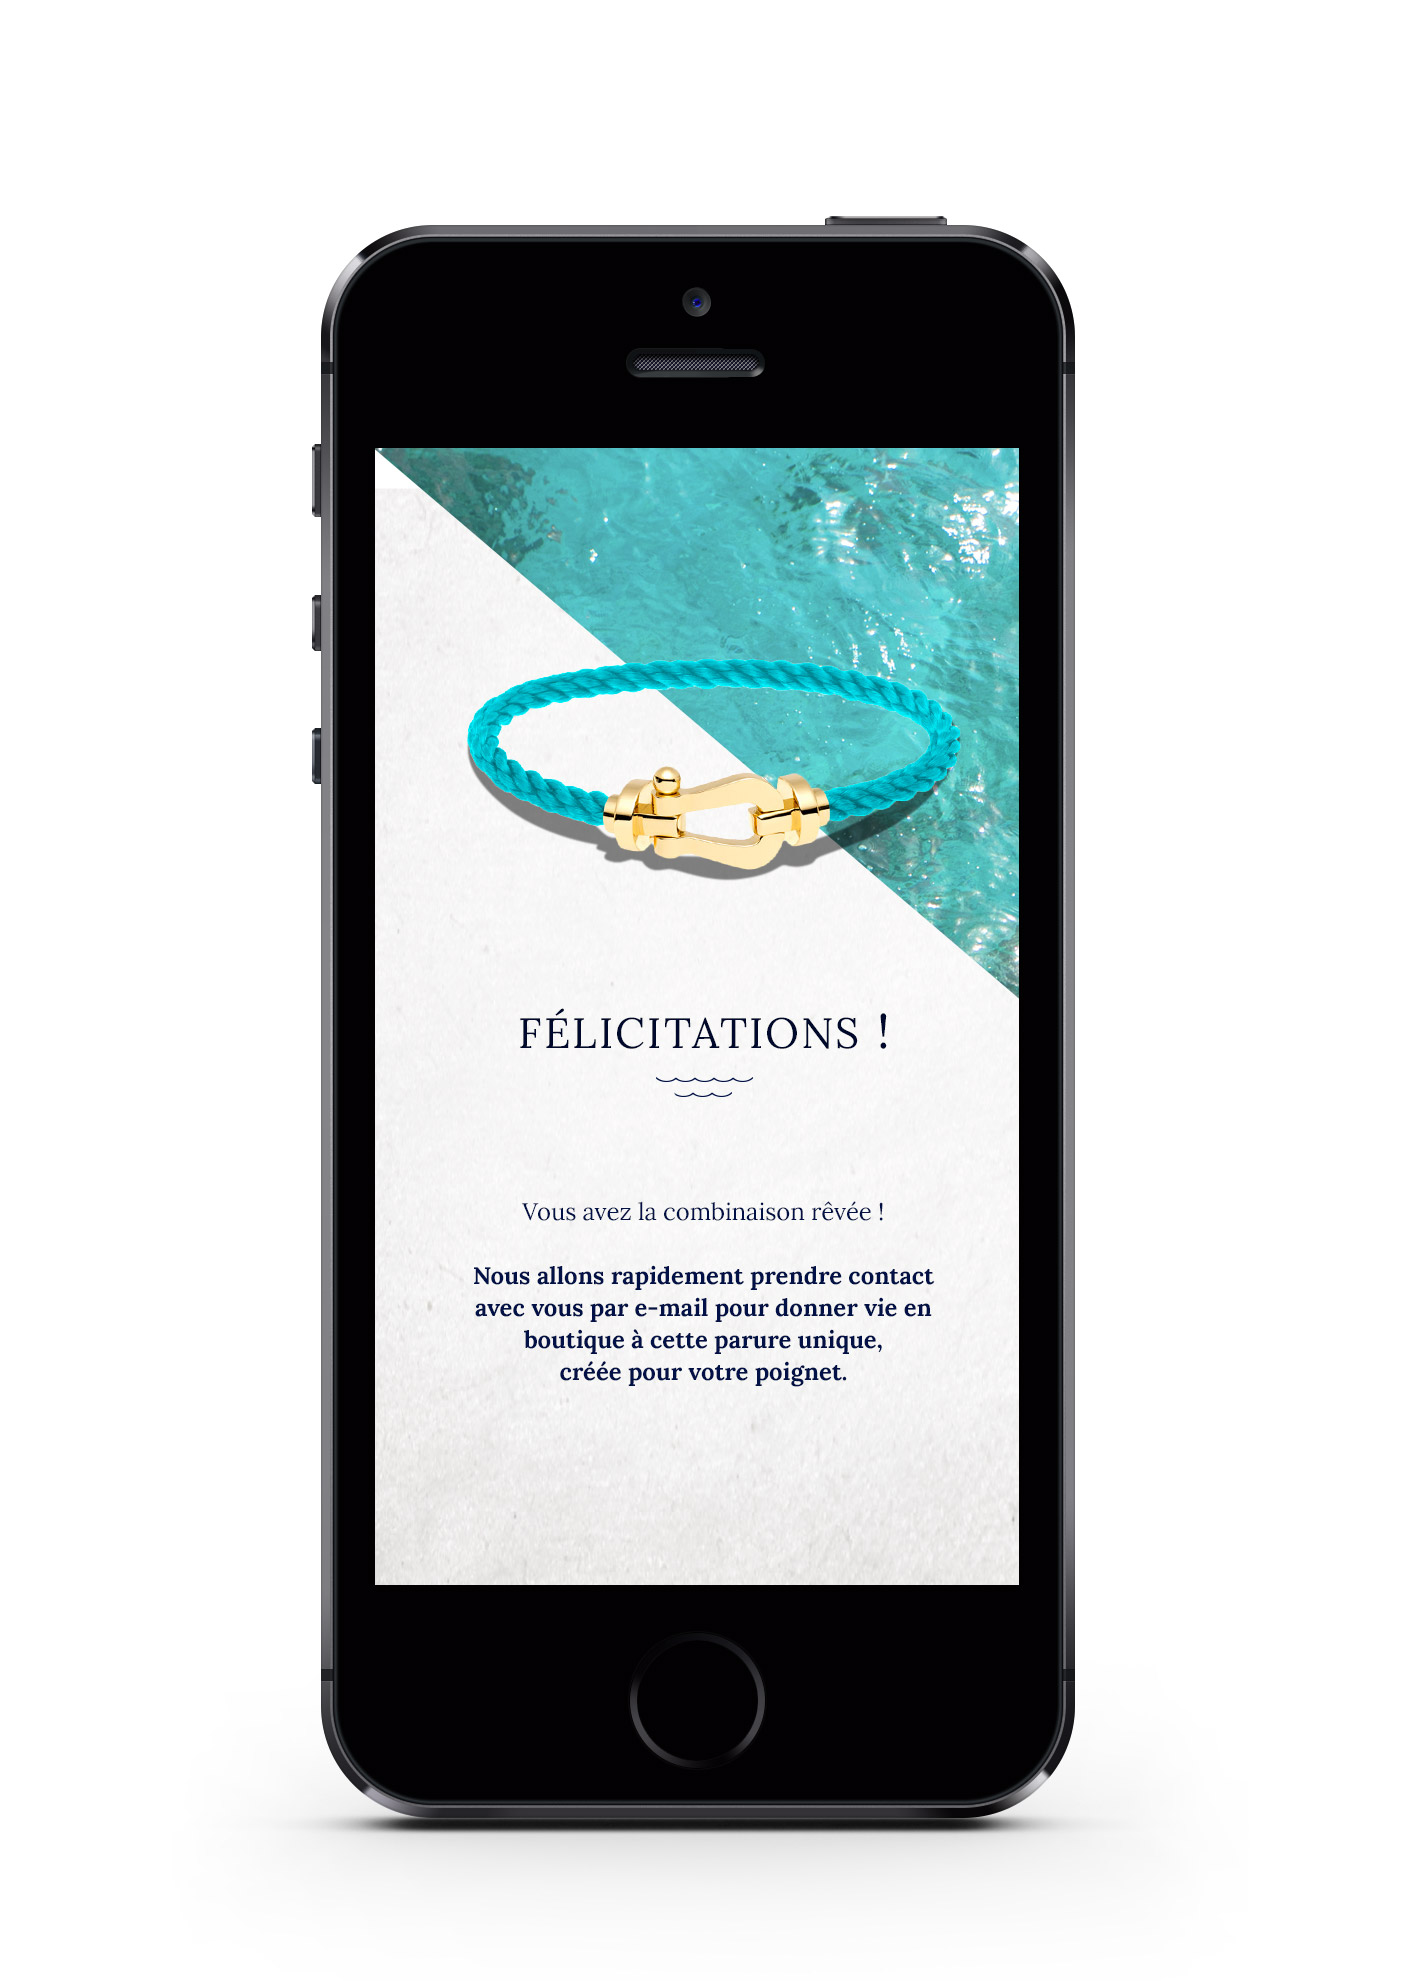 FÉLICITATIONS !
Vous avez la combinaison rêvée !
Nous allons rapidement prendre contact
avec vous par e-mail pour donner vie en
boutique à cette parure unique,
créée pour votre poignet.